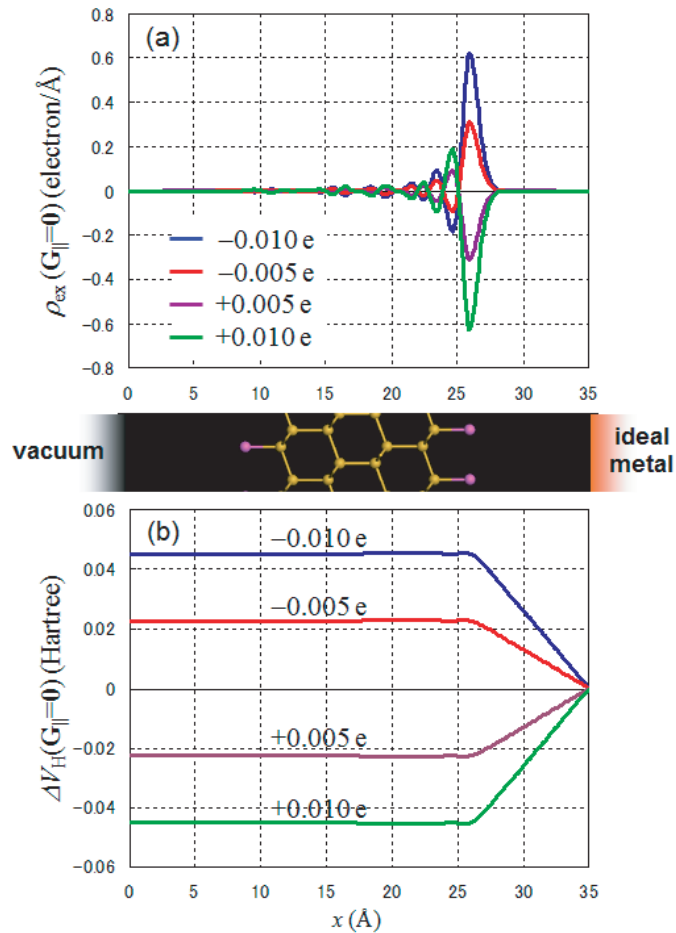 (a)
ρex (G∥=0) (electron/Å)
0.8
0.6
0.4
0.2
0
−0.2
−0.4
−0.6
−0.8
−0.010 e
−0.005 e
+0.005 e
+0.010 e
0 5 10 15 20 25 30 35
vacuum
ideal
metal
(b)
ΔVH(G∥=0) (Hartree)
0.06
0.04
0.02
0
−0.02
−0.04
−0.06
−0.010 e
−0.005 e
+0.005 e
+0.010 e
0 5 10 15 20 25 30 35
x (Å)